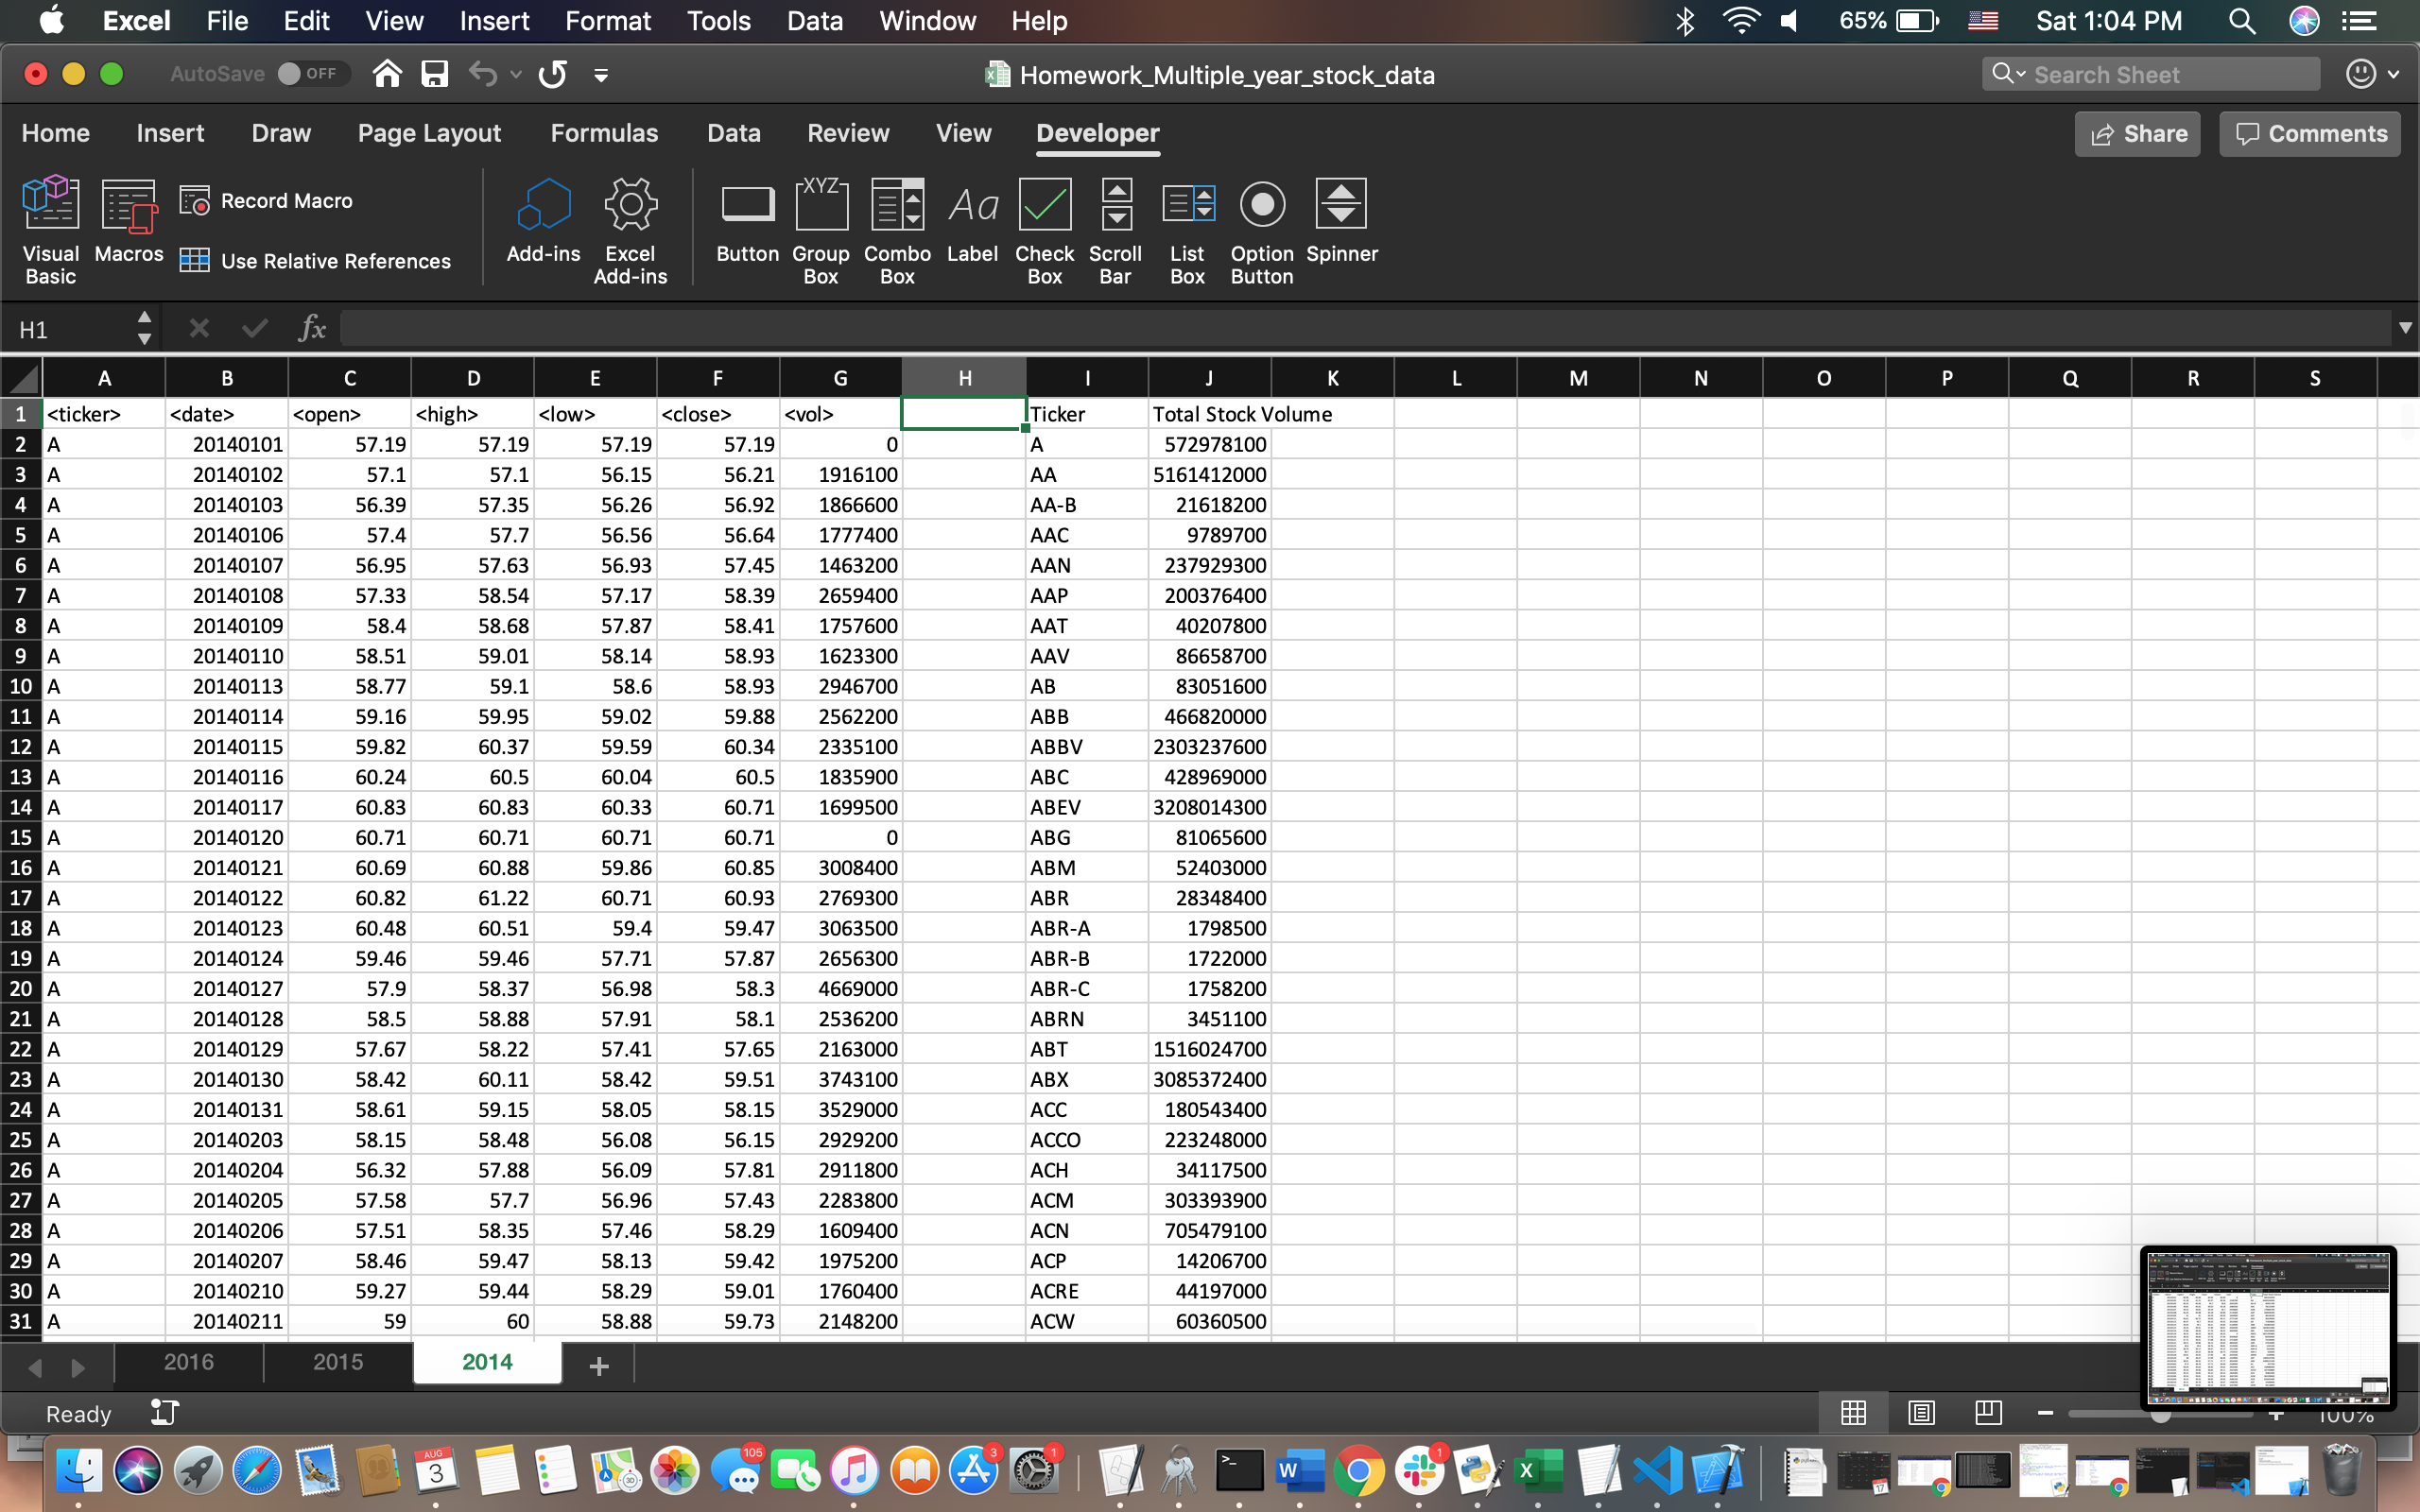 Excel File Edit View Insert Format Tools Data Window Help 65% Sat 1:04 PM
AutoSave OFF Homework_Multiple_year_stock_data Search Sheet
Home Insert Draw Page Layout Formulas Data Review View Developer Share Comments
Visual Basic Macros Record Macro Use Relative References Add-ins Excel Add-ins Button XYZ Group Box Combo Box Aa Label Check Box Scroll Bar List Box Option Button Spinner
H1 fx
A B C D E F G H I J K L M N O P Q R S
1 <ticker> <date> <open> <high> <low> <close> <vol> Ticker Total Stock Volume
2 A 20140101 57.19 57.19 57.19 57.19 0 A 572978100
3 A 20140102 57.1 57.1 56.15 56.21 1916100 AA 5161412000
4 A 20140103 56.39 57.35 56.26 56.92 1866600 AA-B 21618200
5 A 20140106 57.4 57.7 56.56 56.64 1777400 AAC 9789700
6 A 20140107 56.95 57.63 56.93 57.45 1463200 AAN 237929300
7 A 20140108 57.33 58.54 57.17 58.39 2659400 AAP 200376400
8 A 20140109 58.4 58.68 57.87 58.41 1757600 AAT 40207800
9 A 20140110 58.51 59.01 58.14 58.93 1623300 AAV 86658700
10 A 20140113 58.77 59.1 58.6 58.93 2946700 AB 83051600
11 A 20140114 59.16 59.95 59.02 59.88 2562200 ABB 466820000
12 A 20140115 59.82 60.37 59.59 60.34 2335100 ABBV 2303237600
13 A 20140116 60.24 60.5 60.04 60.5 1835900 ABC 428969000
14 A 20140117 60.83 60.83 60.33 60.71 1699500 ABEV 3208014300
15 A 20140120 60.71 60.71 60.71 60.71 0 ABG 81065600
16 A 20140121 60.69 60.88 59.86 60.85 3008400 ABM 52403000
17 A 20140122 60.82 61.22 60.71 60.93 2769300 ABR 28348400
18 A 20140123 60.48 60.51 59.4 59.47 3063500 ABR-A 1798500
19 A 20140124 59.46 59.46 57.71 57.87 2656300 ABR-B 1722000
20 A 20140127 57.9 58.37 56.98 58.3 4669000 ABR-C 1758200
21 A 20140128 58.5 58.88 57.91 58.1 2536200 ABRN 3451100
22 A 20140129 57.67 58.22 57.41 57.65 2163000 ABT 1516024700
23 A 20140130 58.42 60.11 58.42 59.51 3743100 ABX 3085372400
24 A 20140131 58.61 59.15 58.05 58.15 3529000 ACC 180543400
25 A 20140203 58.15 58.48 56.08 56.15 2929200 ACCO 223248000
26 A 20140204 56.32 57.88 56.09 57.81 2911800 ACH 34117500
27 A 20140205 57.58 57.7 56.96 57.43 2283800 ACM 303393900
28 A 20140206 57.51 58.35 57.46 58.29 1609400 ACN 705479100
29 A 20140207 58.46 59.47 58.13 59.42 1975200 ACP 14206700
30 A 20140210 59.27 59.44 58.29 59.01 1760400 ACRE 44197000
31 A 20140211 59 60 58.88 59.73 2148200 ACW 60360500
2016 2015 2014
Ready 100%
AUG 3 105 3 1 1 17